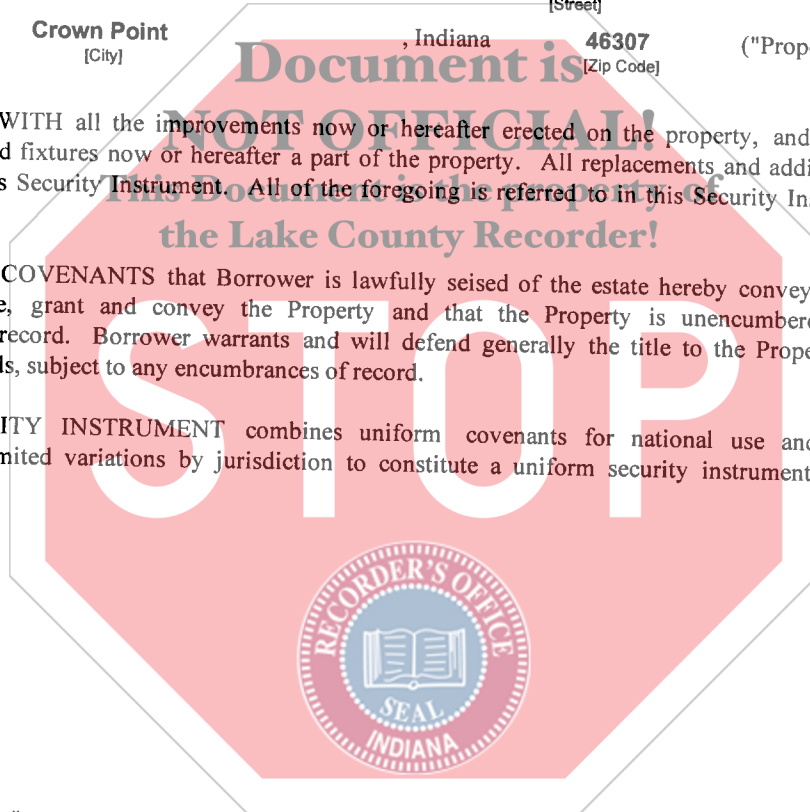 [Street]
Crown Point , Indiana 46307 ("Prop
[City] [Zip Code]
Document is
NOT OFFICIAL!
This Document is the property of
the Lake County Recorder!
WITH all the improvements now or hereafter erected on the property, and
d fixtures now or hereafter a part of the property. All replacements and addi
s Security Instrument. All of the foregoing is referred to in this Security In
COVENANTS that Borrower is lawfully seised of the estate hereby convey
e, grant and convey the Property and that the Property is unencumber
record. Borrower warrants and will defend generally the title to the Prope
ls, subject to any encumbrances of record.
ITY INSTRUMENT combines uniform covenants for national use and
mited variations by jurisdiction to constitute a uniform security instrument
STOP
RECORDER'S OFFICE
SEAL
INDIANA